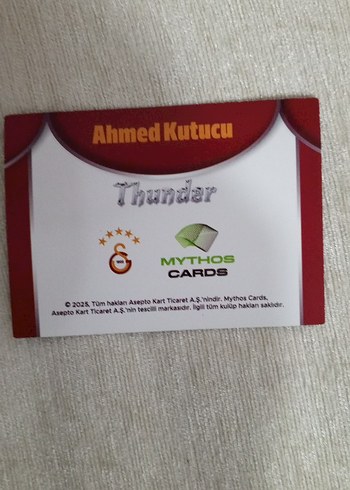 Ahmed Kutucu
Thunder
MYTHOS
CARDS
© 2025, Tüm hakları Asepto Kart Ticaret A.Ş.'nindir. Mythos Cards,
Asepto Kart Ticaret A.Ş.'nin tescilli markasıdır. İlgili tüm kulüp hakları saklıdır.